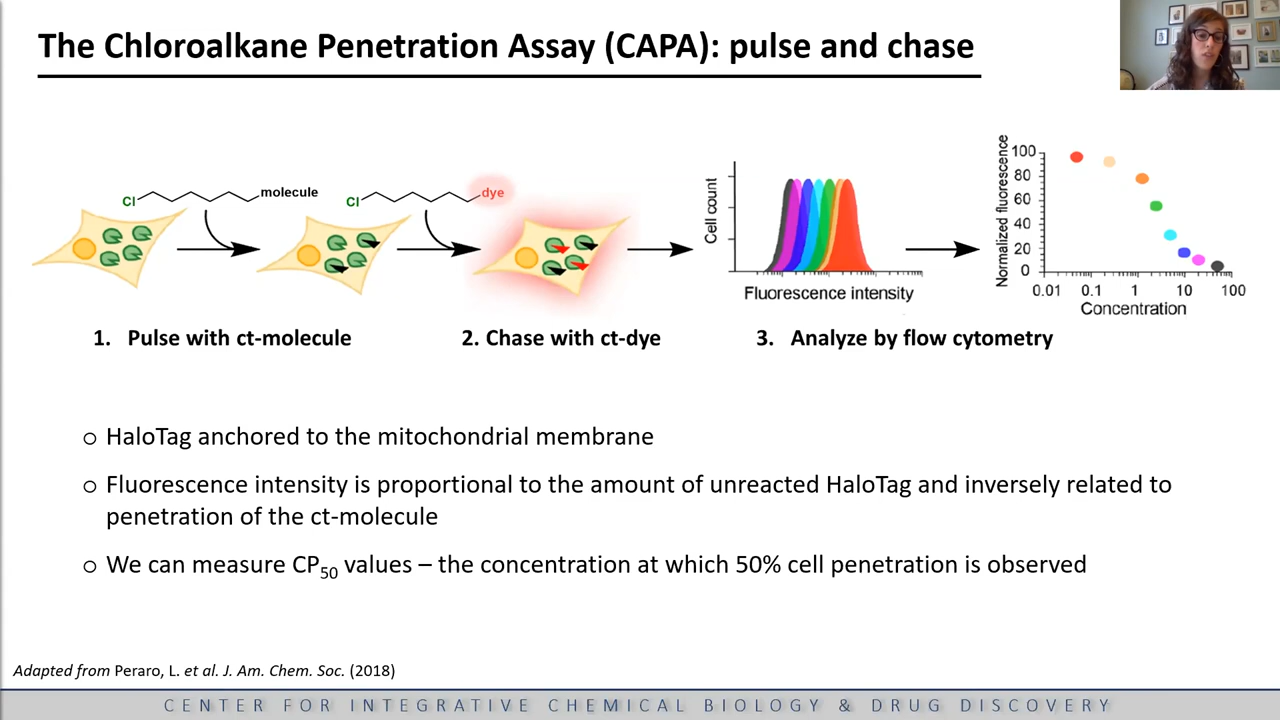 The Chloroalkane Penetration Assay (CAPA): pulse and chase
Cl
molecule
Cl
dye
Cell count
Fluorescence intensity
Normalized fluorescence
100
80
60
40
20
0
0.01 0.1 1 10 100
Concentration
1. Pulse with ct-molecule
2. Chase with ct-dye
3. Analyze by flow cytometry
o HaloTag anchored to the mitochondrial membrane
o Fluorescence intensity is proportional to the amount of unreacted HaloTag and inversely related to
penetration of the ct-molecule
o We can measure CP50 values – the concentration at which 50% cell penetration is observed
Adapted from Peraro, L. et al. J. Am. Chem. Soc. (2018)
CENTER FOR INTEGRATIVE CHEMICAL BIOLOGY & DRUG DISCOVERY